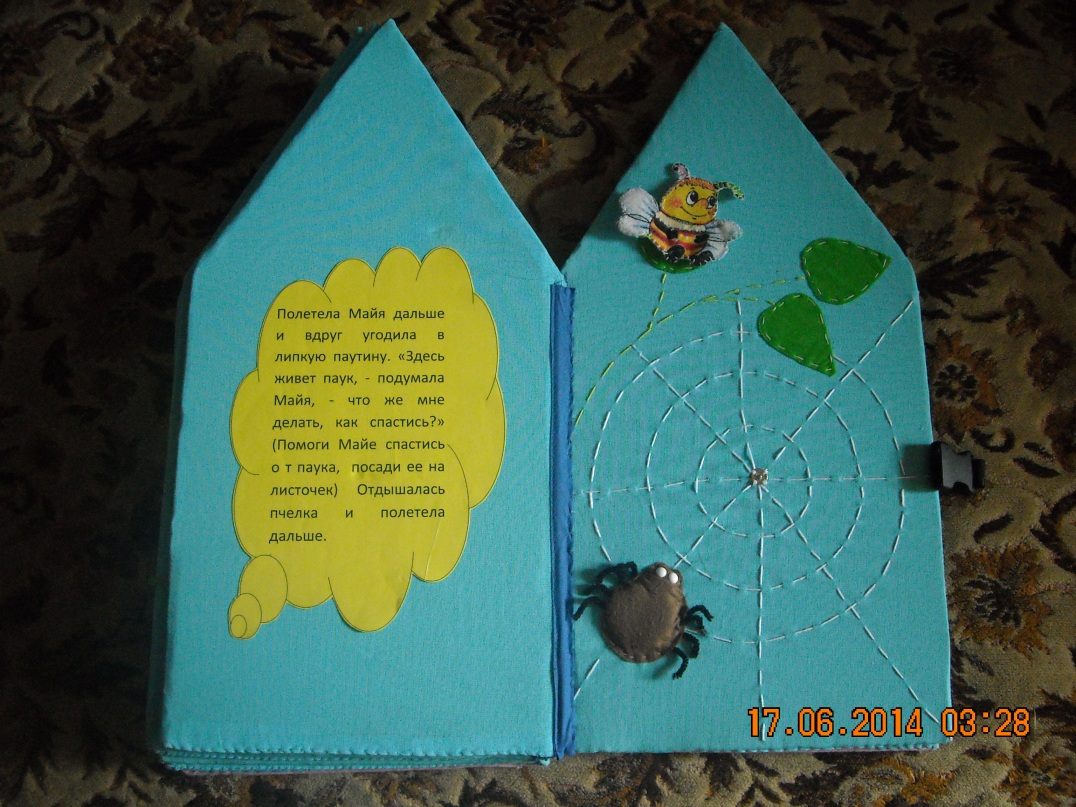 Полетела Майя дальше
и вдруг угодила в
липкую паутину. «Здесь
живет паук, - подумала
Майя, - что же мне
делать, как спастись?»
(Помоги Майе спастись
о т паука, посади ее на
листочек) Отдышалась
пчелка и полетела
дальше.
17.06.2014 03:28